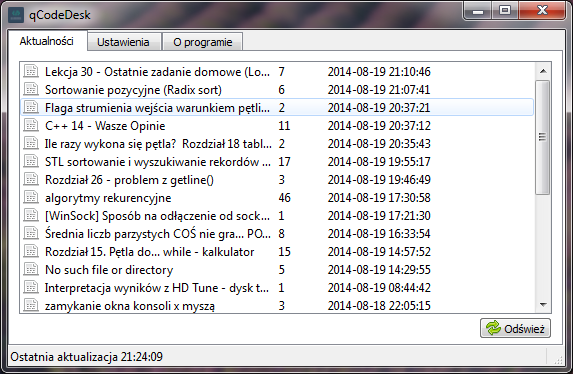 qCodeDesk
Aktualności Ustawienia O programie
Lekcja 30 - Ostatnie zadanie domowe (Lo... 7 2014-08-19 21:10:46
Sortowanie pozycyjne (Radix sort) 6 2014-08-19 21:07:41
Flaga strumienia wejścia warunkiem pętli... 2 2014-08-19 20:37:21
C++ 14 - Wasze Opinie 11 2014-08-19 20:37:12
Ile razy wykona się pętla? Rozdział 18 tabl... 2 2014-08-19 20:35:43
STL sortowanie i wyszukiwanie rekordów ... 17 2014-08-19 19:55:17
Rozdział 26 - problem z getline() 3 2014-08-19 19:46:49
algorytmy rekurencyjne 46 2014-08-19 17:30:58
[WinSock] Sposób na odłączenie od sock... 1 2014-08-19 17:21:30
Średnia liczb parzystych COŚ nie gra... PO... 8 2014-08-19 16:33:54
Rozdział 15. Pętla do... while - kalkulator 15 2014-08-19 14:57:52
No such file or directory 5 2014-08-19 14:29:55
Interpretacja wyników z HD Tune - dysk t... 1 2014-08-19 08:44:42
zamykanie okna konsoli x myszą 3 2014-08-18 22:05:15
Odśwież
Ostatnia aktualizacja 21:24:09